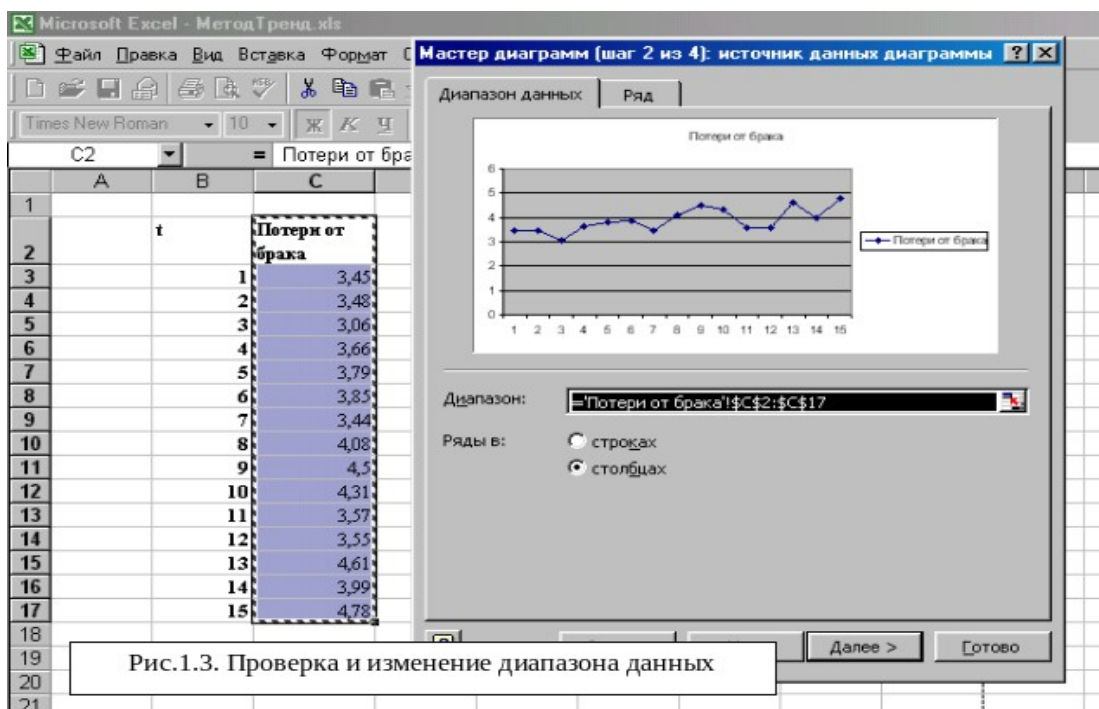 Microsoft Excel - МетодТренд.xls
Файл Правка Вид Вставка Формат
Times New Roman 10 Ж К Ч
C2 = Потери от бра
A B C
1
2 t Потери от
брака
3 1 3,45
4 2 3,48
5 3 3,06
6 4 3,66
7 5 3,79
8 6 3,85
9 7 3,44
10 8 4,08
11 9 4,5
12 10 4,31
13 11 3,57
14 12 3,55
15 13 4,61
16 14 3,99
17 15 4,78
18
19
20
21
Мастер диаграмм (шаг 2 из 4): источник данных диаграммы
Диапазон данных Ряд
Потери от брака
6
5
4
3
2
1
0
1 2 3 4 5 6 7 8 9 10 11 12 13 14 15
Потери от брака
Диапазон: ='Потери от брака'!$C$2:$C$17
Ряды в: строках
столбцах
Далее > Готово
Рис.1.3. Проверка и изменение диапазона данных